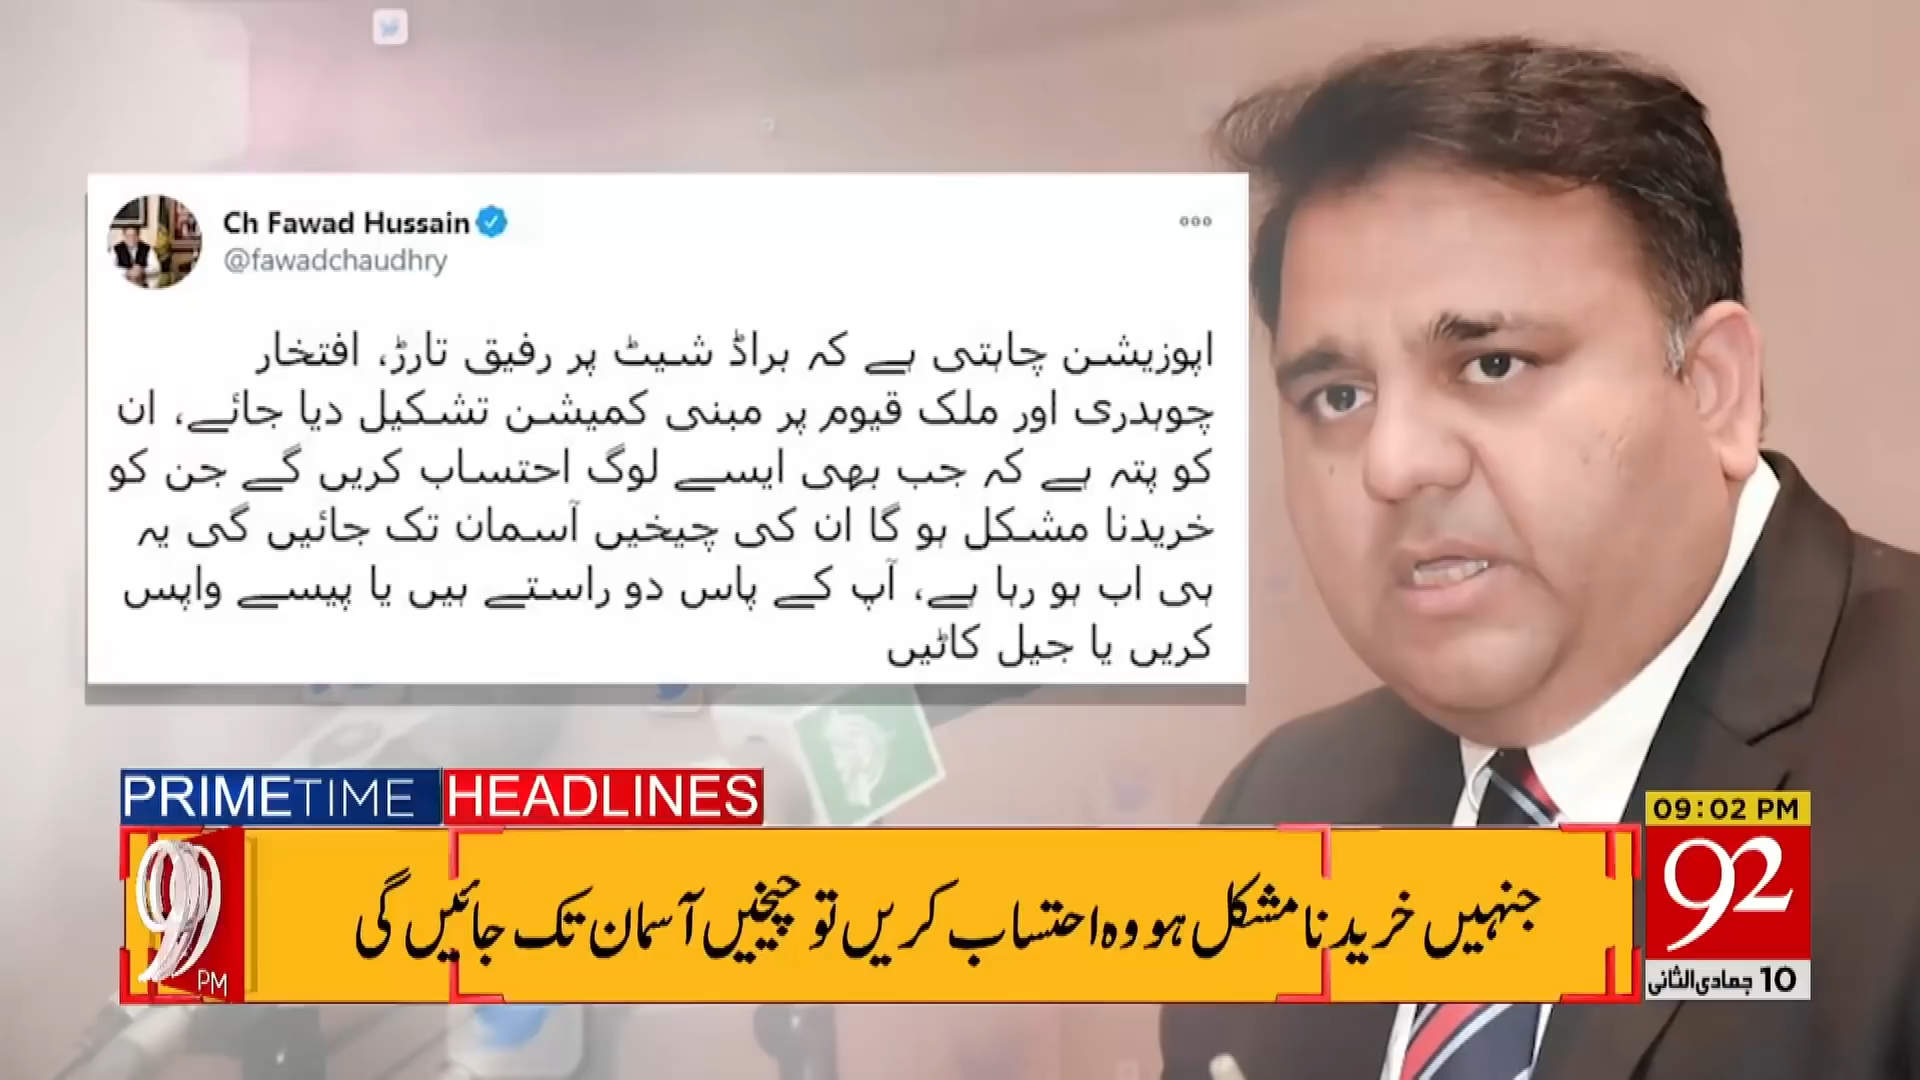 Ch Fawad Hussain
@fawadchaudhry
اپوزیشن چاہتی ہے کہ براڈ شیٹ پر رفیق تارڑ، افتخار
چوہدری اور ملک قیوم پر مبنی کمیشن تشکیل دیا جائے، ان
کو پتہ ہے کہ جب بھی ایسے لوگ احتساب کریں گے جن کو
خریدنا مشکل ہو گا ان کی چیخیں آسمان تک جائیں گی یہ
ہی اب ہو رہا ہے، آپ کے پاس دو راستے ہیں یا پیسے واپس
کریں یا جیل کاٹیں
PRIMETIME HEADLINES
09:02 PM
9 PM
جنہیں خریدنا مشکل ہو وہ احتساب کریں تو چیخیں آسمان تک جائیں گی
92
10 جمادی الثانی